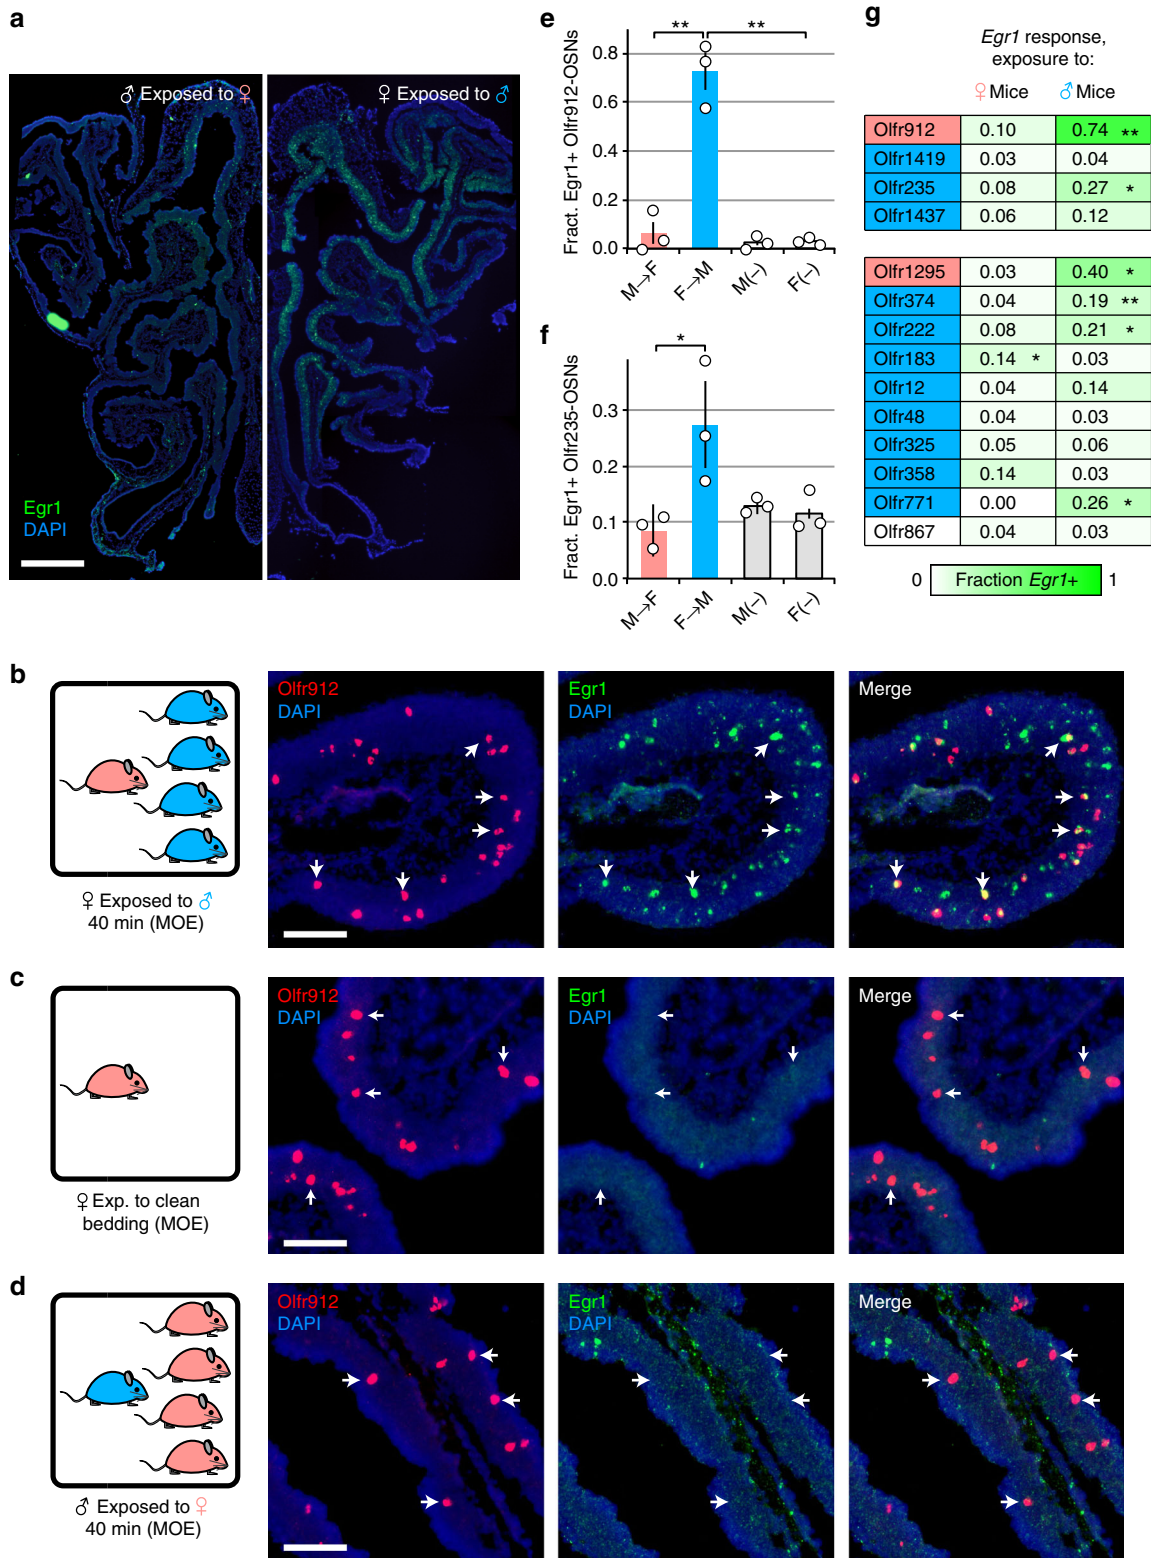 a
♂ Exposed to ♀
♀ Exposed to ♂
Egr1
DAPI
e
Fract. Egr1+ Olfr912-OSNs
0.8
0.6
0.4
0.2
0.0
**
**
M→F
F→M
M(−)
F(−)
f
Fract. Egr1+ Olfr235-OSNs
0.3
0.2
0.1
0.0
*
M→F
F→M
M(−)
F(−)
g
Egr1 response,
exposure to:
♀ Mice ♂ Mice
Olfr912 0.10 0.74 **
Olfr1419 0.03 0.04
Olfr235 0.08 0.27 *
Olfr1437 0.06 0.12
Olfr1295 0.03 0.40 *
Olfr374 0.04 0.19 **
Olfr222 0.08 0.21 *
Olfr183 0.14 * 0.03
Olfr12 0.04 0.14
Olfr48 0.04 0.03
Olfr325 0.05 0.06
Olfr358 0.14 0.03
Olfr771 0.00 0.26 *
Olfr867 0.04 0.03
0 Fraction Egr1+ 1
b
♀ Exposed to ♂
40 min (MOE)
Olfr912
DAPI
Egr1
DAPI
Merge
c
♀ Exp. to clean
bedding (MOE)
Olfr912
DAPI
Egr1
DAPI
Merge
d
♂ Exposed to ♀
40 min (MOE)
Olfr912
DAPI
Egr1
DAPI
Merge